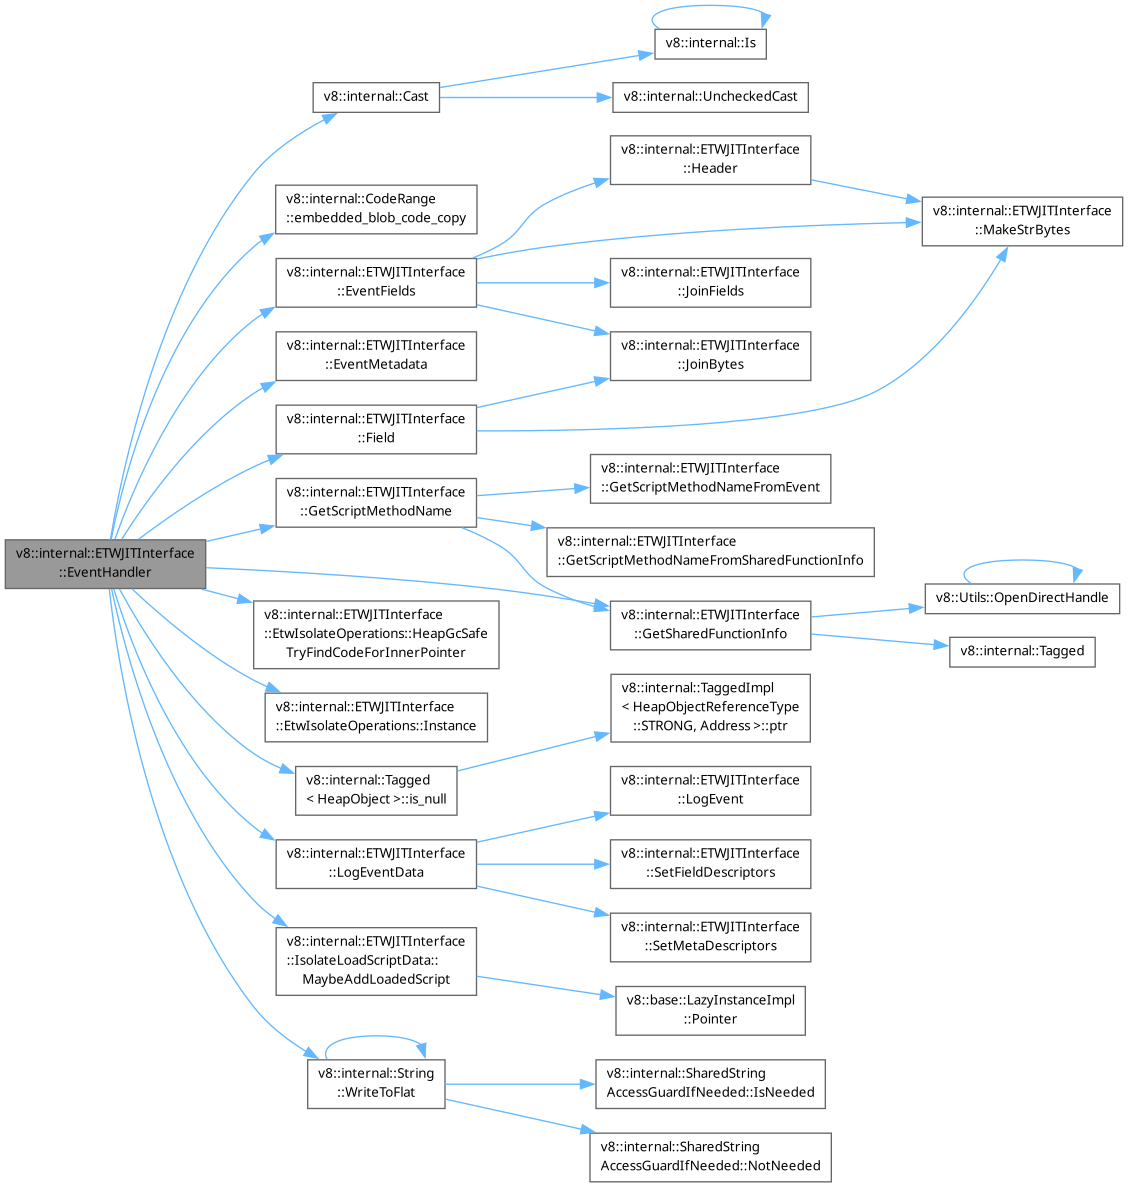 v8::internal::Is
v8::internal::Cast
v8::internal::UncheckedCast
v8::internal::ETWJITInterface
::Header
v8::internal::CodeRange
::embedded_blob_code_copy
v8::internal::ETWJITInterface
::MakeStrBytes
v8::internal::ETWJITInterface
::EventFields
v8::internal::ETWJITInterface
::JoinFields
v8::internal::ETWJITInterface
::EventMetadata
v8::internal::ETWJITInterface
::JoinBytes
v8::internal::ETWJITInterface
::Field
v8::internal::ETWJITInterface
::GetScriptMethodNameFromEvent
v8::internal::ETWJITInterface
::GetScriptMethodName
v8::internal::ETWJITInterface
::GetScriptMethodNameFromSharedFunctionInfo
v8::internal::ETWJITInterface
::EventHandler
v8::Utils::OpenDirectHandle
v8::internal::ETWJITInterface
::EtwIsolateOperations::HeapGcSafe
TryFindCodeForInnerPointer
v8::internal::ETWJITInterface
::GetSharedFunctionInfo
v8::internal::Tagged
v8::internal::TaggedImpl
< HeapObjectReferenceType
::STRONG, Address >::ptr
v8::internal::ETWJITInterface
::EtwIsolateOperations::Instance
v8::internal::Tagged
< HeapObject >::is_null
v8::internal::ETWJITInterface
::LogEvent
v8::internal::ETWJITInterface
::LogEventData
v8::internal::ETWJITInterface
::SetFieldDescriptors
v8::internal::ETWJITInterface
::SetMetaDescriptors
v8::internal::ETWJITInterface
::IsolateLoadScriptData::
MaybeAddLoadedScript
v8::base::LazyInstanceImpl
::Pointer
v8::internal::String
::WriteToFlat
v8::internal::SharedString
AccessGuardIfNeeded::IsNeeded
v8::internal::SharedString
AccessGuardIfNeeded::NotNeeded